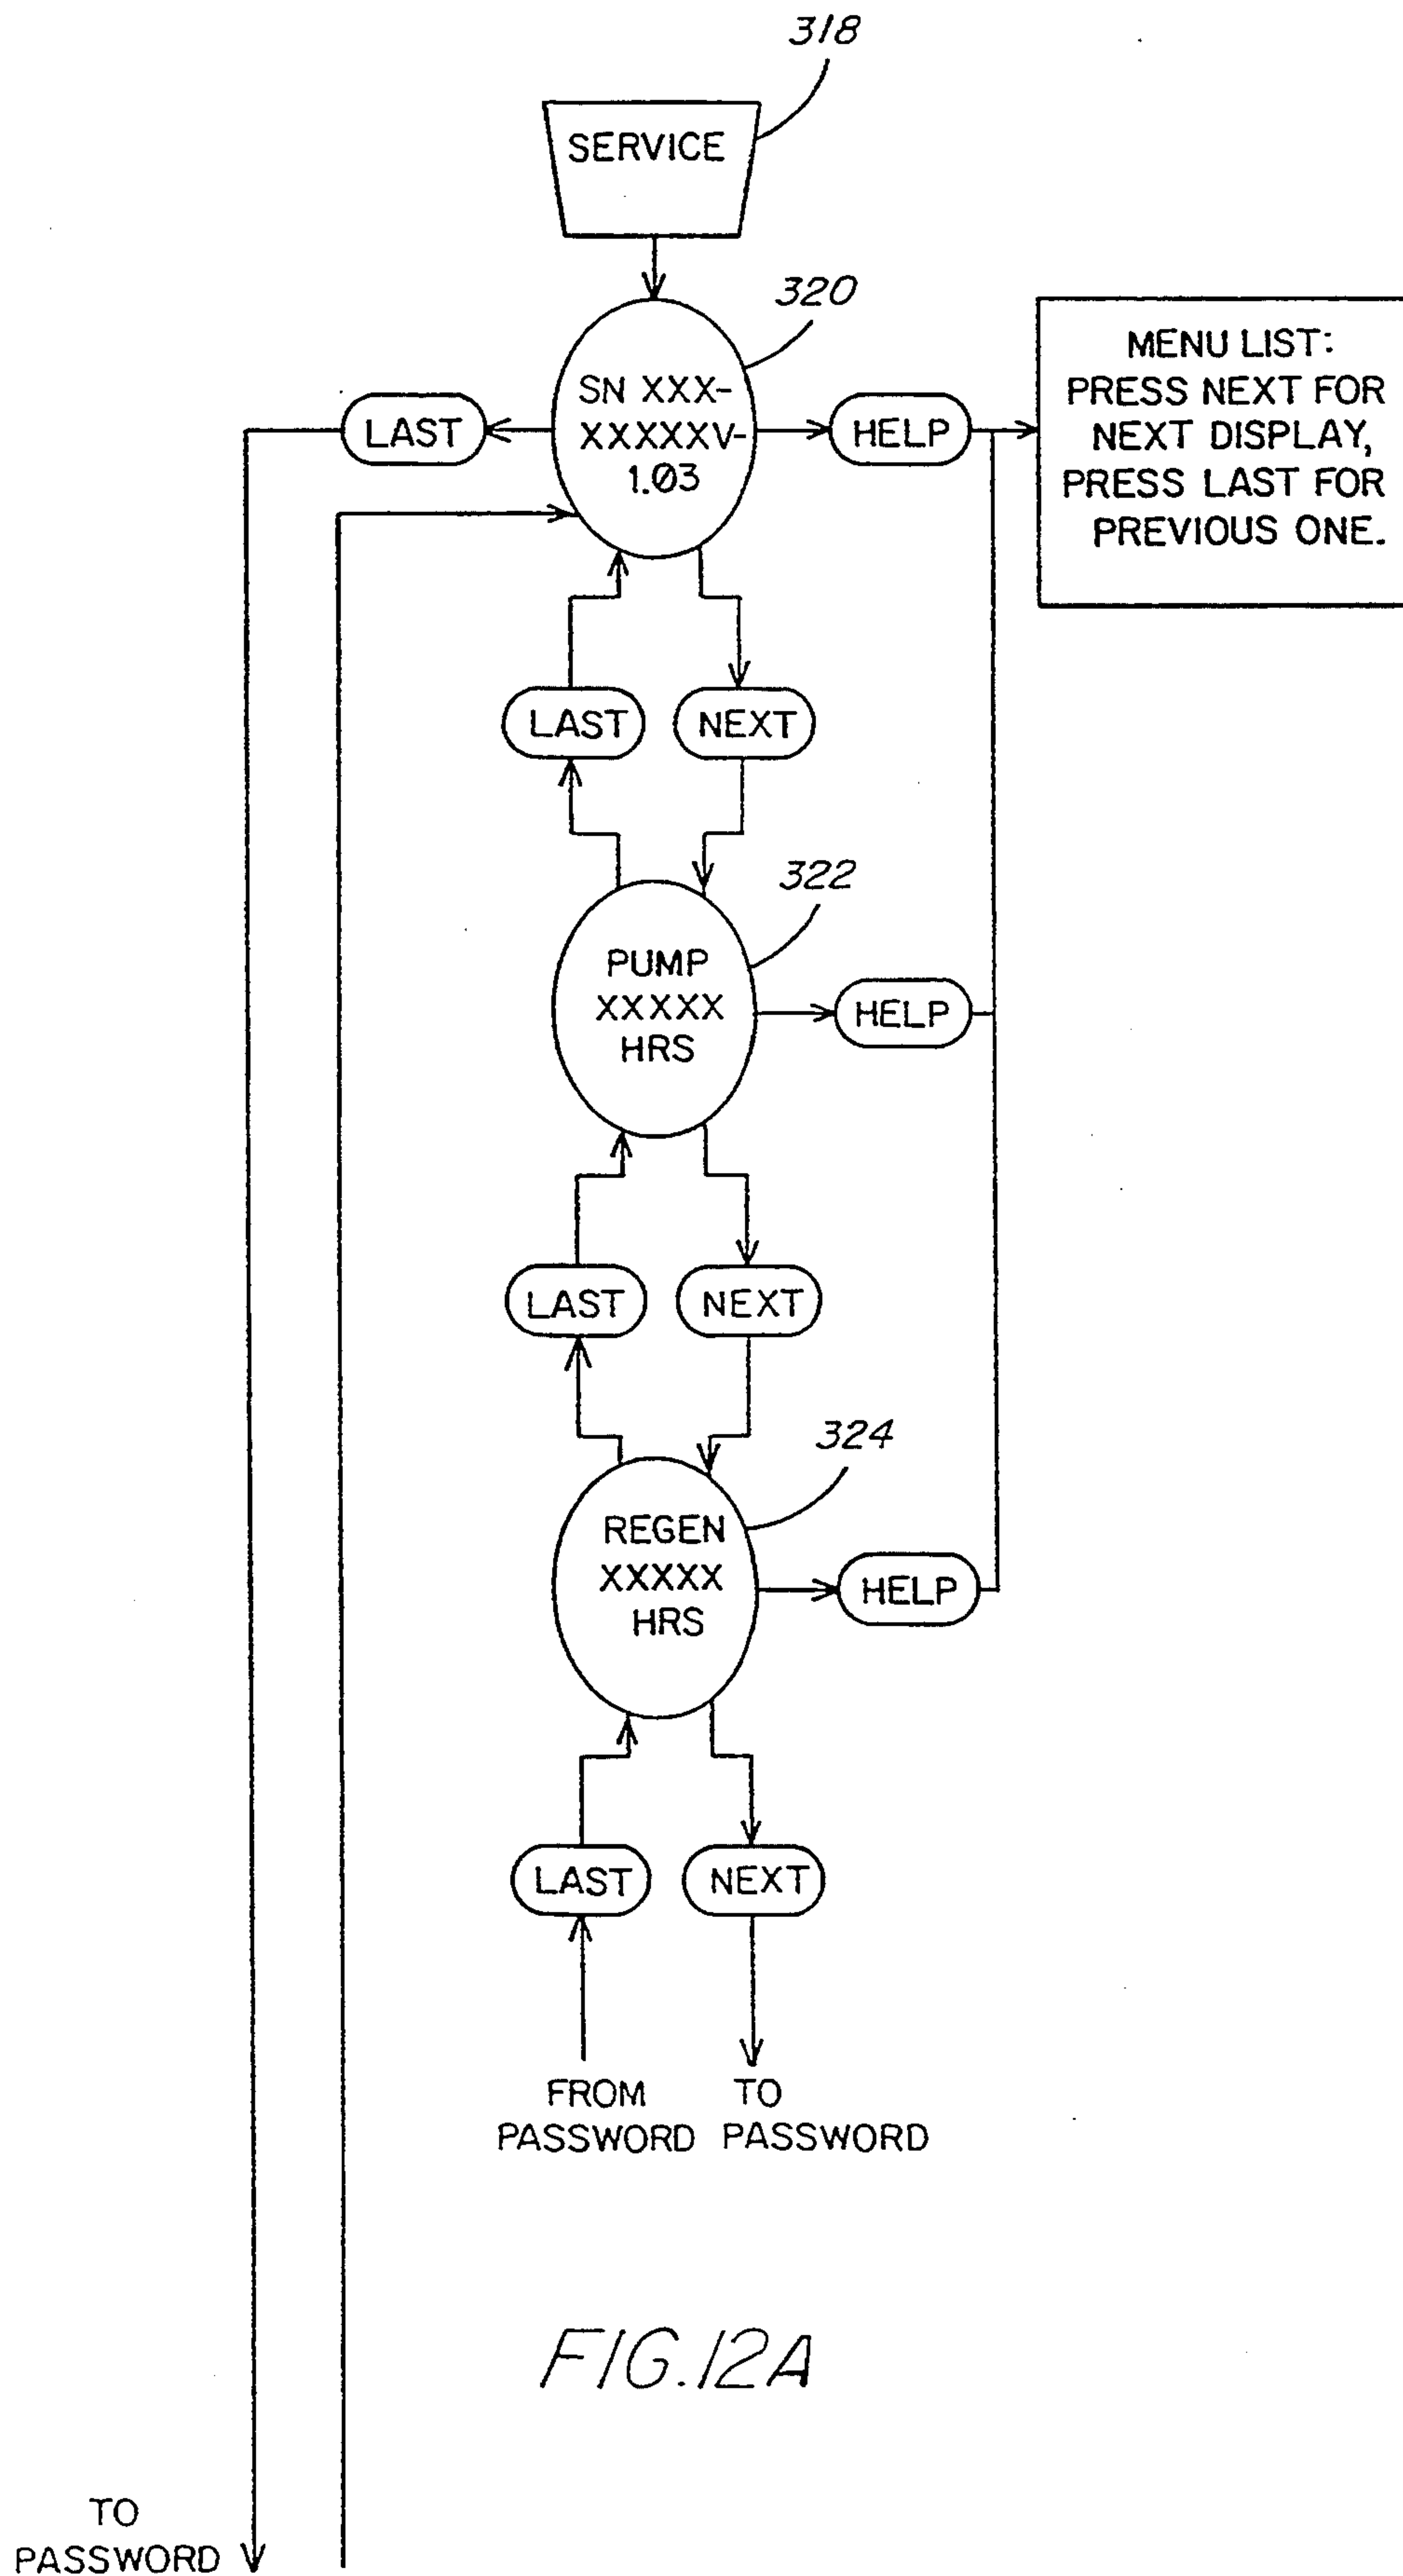 318
SERVICE
320
SN XXX-
XXXXXV-
1.03
LAST
HELP
MENU LIST:
PRESS NEXT FOR
NEXT DISPLAY,
PRESS LAST FOR
PREVIOUS ONE.
LAST
NEXT
322
PUMP
XXXXX
HRS
HELP
LAST
NEXT
324
REGEN
XXXXX
HRS
HELP
LAST
NEXT
FROM
PASSWORD
TO
PASSWORD
FIG.12A
TO
PASSWORD